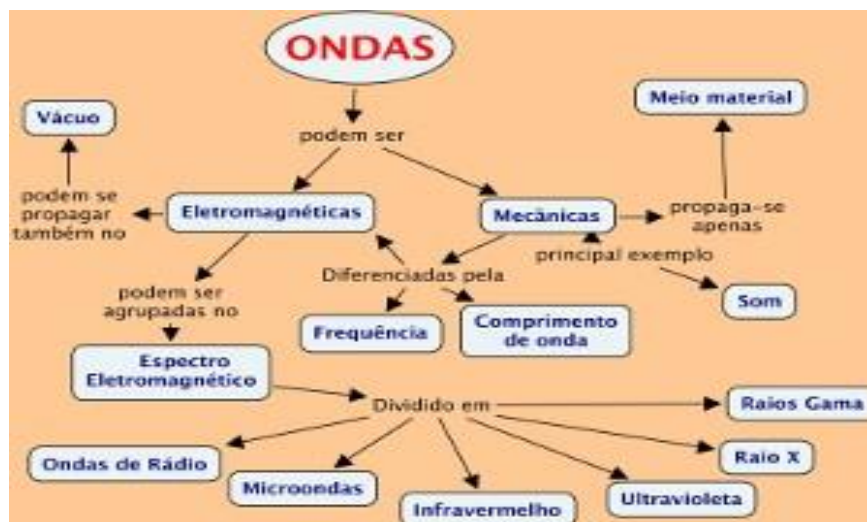 ONDAS
podem ser
Vácuo
Meio material
podem se
propagar
também no
Eletromagnéticas
Mecânicas
propaga-se
apenas
principal exemplo
Som
Diferenciadas pela
podem ser
agrupadas no
Frequência
Comprimento
de onda
Espectro
Eletromagnético
Dividido em
Raios Gama
Raio X
Ondas de Rádio
Microondas
Infravermelho
Ultravioleta